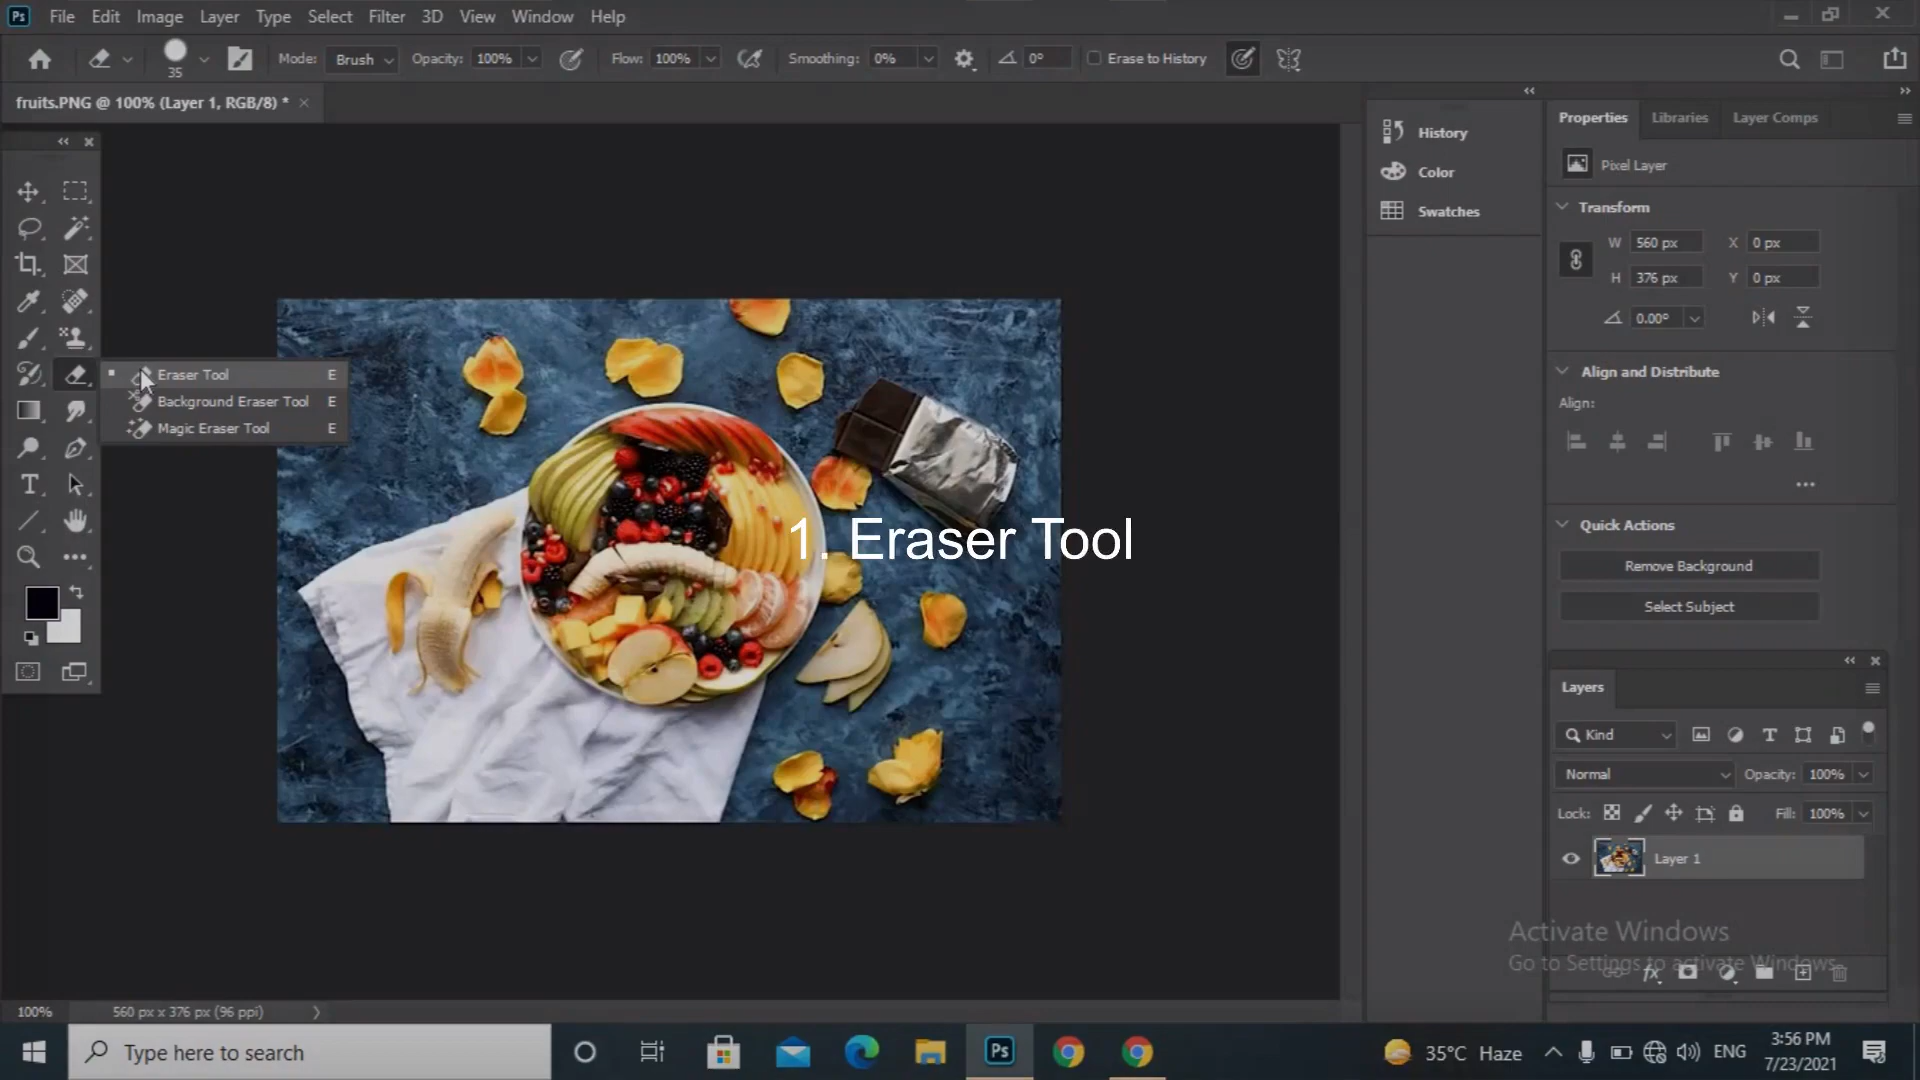 Ps File Edit Image Layer Type Select Filter 3D View Window Help
35 Mode: Brush Opacity: 100% Flow: 100% Smoothing: 0% 0° Erase to History
fruits.PNG @ 100% (Layer 1, RGB/8) *
Eraser Tool E
Background Eraser Tool E
Magic Eraser Tool E
T
1. Eraser Tool
History
Color
Swatches
Properties Libraries Layer Comps
Pixel Layer
Transform
W 560 px X 0 px
H 376 px Y 0 px
0.00°
Align and Distribute
Align:
Quick Actions
Remove Background
Select Subject
Layers
Kind T
Normal Opacity: 100%
Lock: Fill: 100%
Layer 1
Activate Windows
Go to Settings to activate Windows.
fx
100% 560 px x 376 px (96 ppi)
Type here to search
Ps
35°C Haze
ENG
3:56 PM
7/23/2021